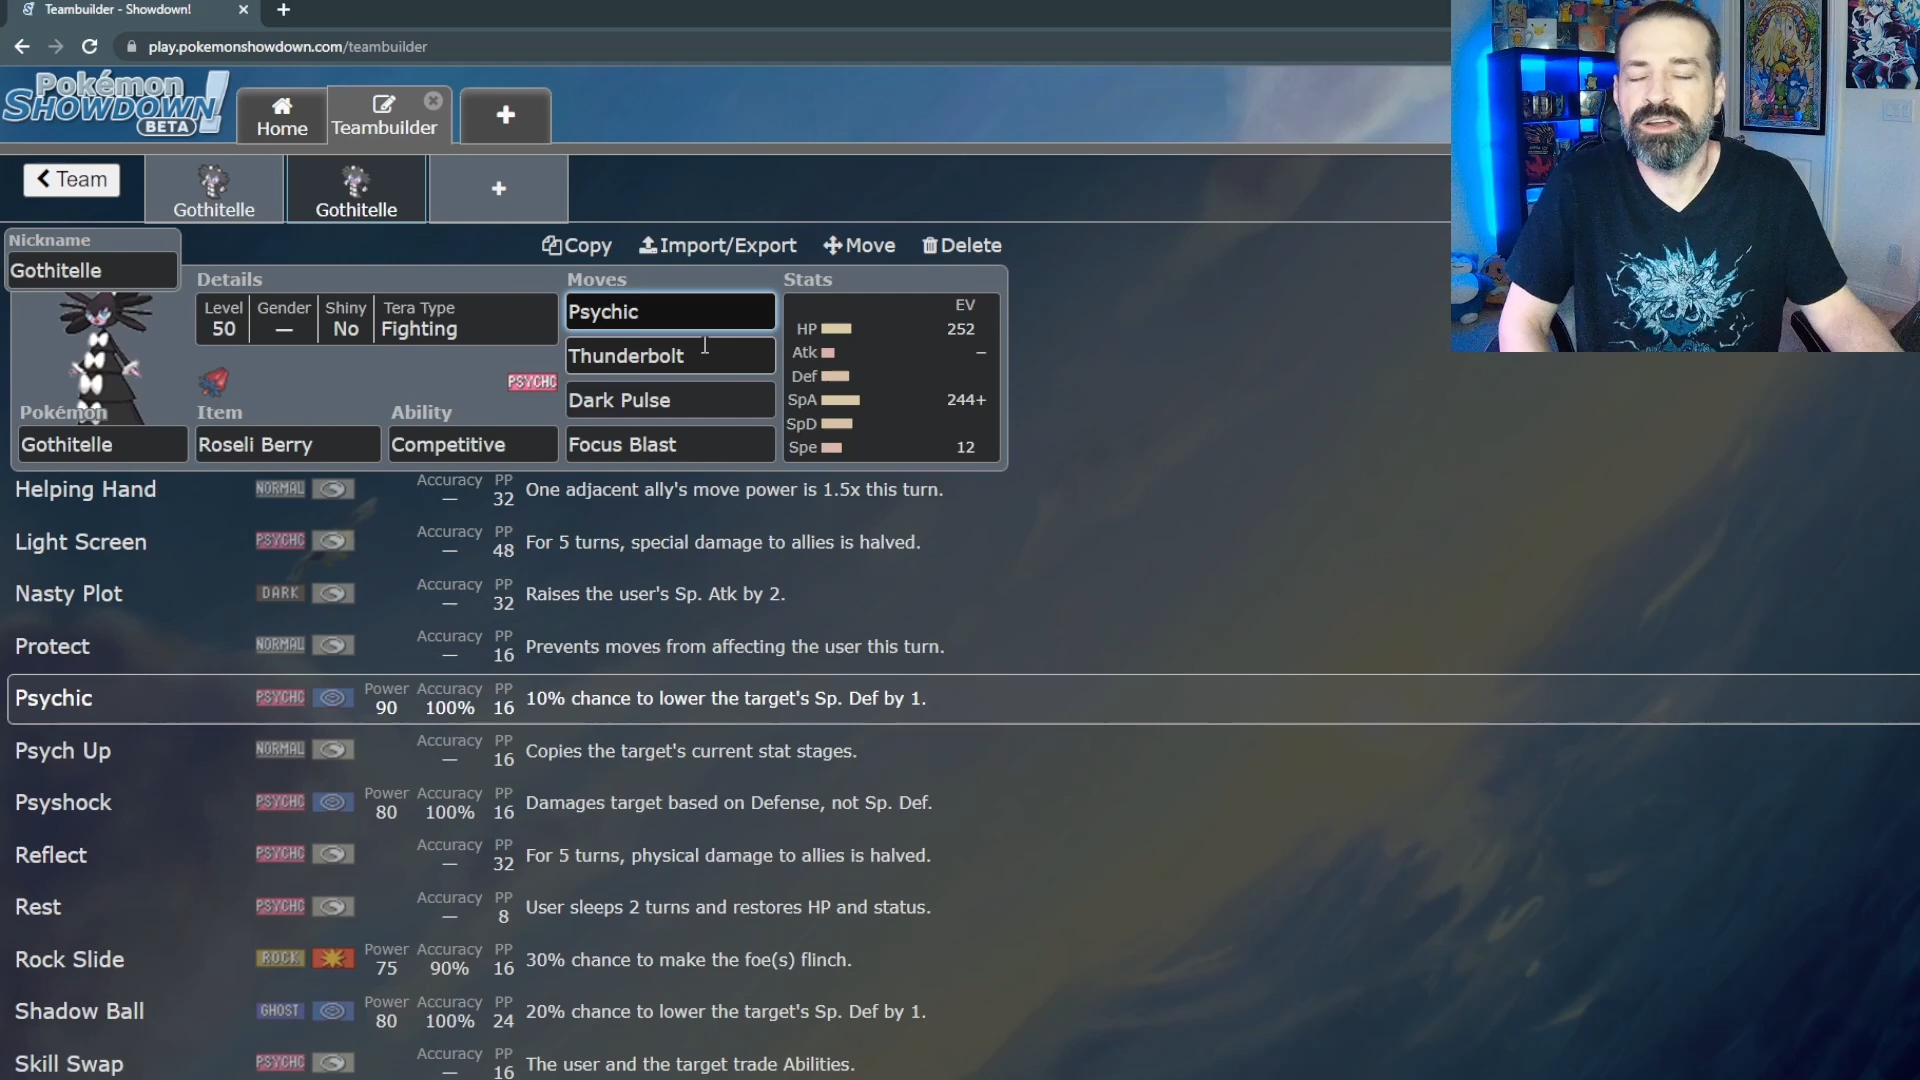 Teambuilder - Showdown!
play.pokemonshowdown.com/teambuilder
Pokémon
SHOWDOWN!
BETA
Home
Teambuilder
Team
Gothitelle
Gothitelle
Nickname
Gothitelle
Copy Import/Export Move Delete
Details
Level Gender Shiny Tera Type
50 — No Fighting
PSYCHC
Pokémon Item Ability
Gothitelle Roseli Berry Competitive
Moves
Psychic
Thunderbolt
Dark Pulse
Focus Blast
Stats
EV
HP 252
Atk –
Def
SpA 244+
SpD
Spe 12
Helping Hand NORMAL Accuracy — PP 32 One adjacent ally's move power is 1.5x this turn.
Light Screen PSYCHC Accuracy — PP 48 For 5 turns, special damage to allies is halved.
Nasty Plot DARK Accuracy — PP 32 Raises the user's Sp. Atk by 2.
Protect NORMAL Accuracy — PP 16 Prevents moves from affecting the user this turn.
Psychic PSYCHC Power 90 Accuracy 100% PP 16 10% chance to lower the target's Sp. Def by 1.
Psych Up NORMAL Accuracy — PP 16 Copies the target's current stat stages.
Psyshock PSYCHC Power 80 Accuracy 100% PP 16 Damages target based on Defense, not Sp. Def.
Reflect PSYCHC Accuracy — PP 32 For 5 turns, physical damage to allies is halved.
Rest PSYCHC Accuracy — PP 8 User sleeps 2 turns and restores HP and status.
Rock Slide ROCK Power 75 Accuracy 90% PP 16 30% chance to make the foe(s) flinch.
Shadow Ball GHOST Power 80 Accuracy 100% PP 24 20% chance to lower the target's Sp. Def by 1.
Skill Swap PSYCHC Accuracy — PP 16 The user and the target trade Abilities.